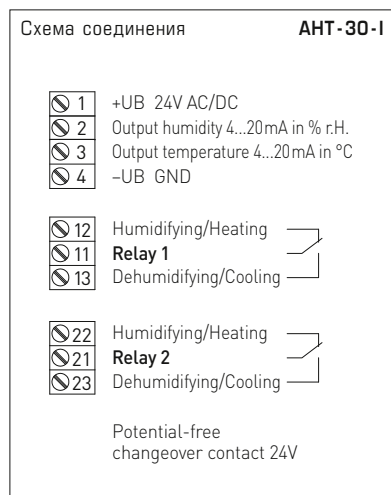 Схема соединения AHT-30-I
1 +UB 24V AC/DC
2 Output humidity 4...20mA in % r.H.
3 Output temperature 4...20mA in °C
4 –UB GND
12 Humidifying/Heating
11 Relay 1
13 Dehumidifying/Cooling
22 Humidifying/Heating
21 Relay 2
23 Dehumidifying/Cooling
Potential-free
changeover contact 24V